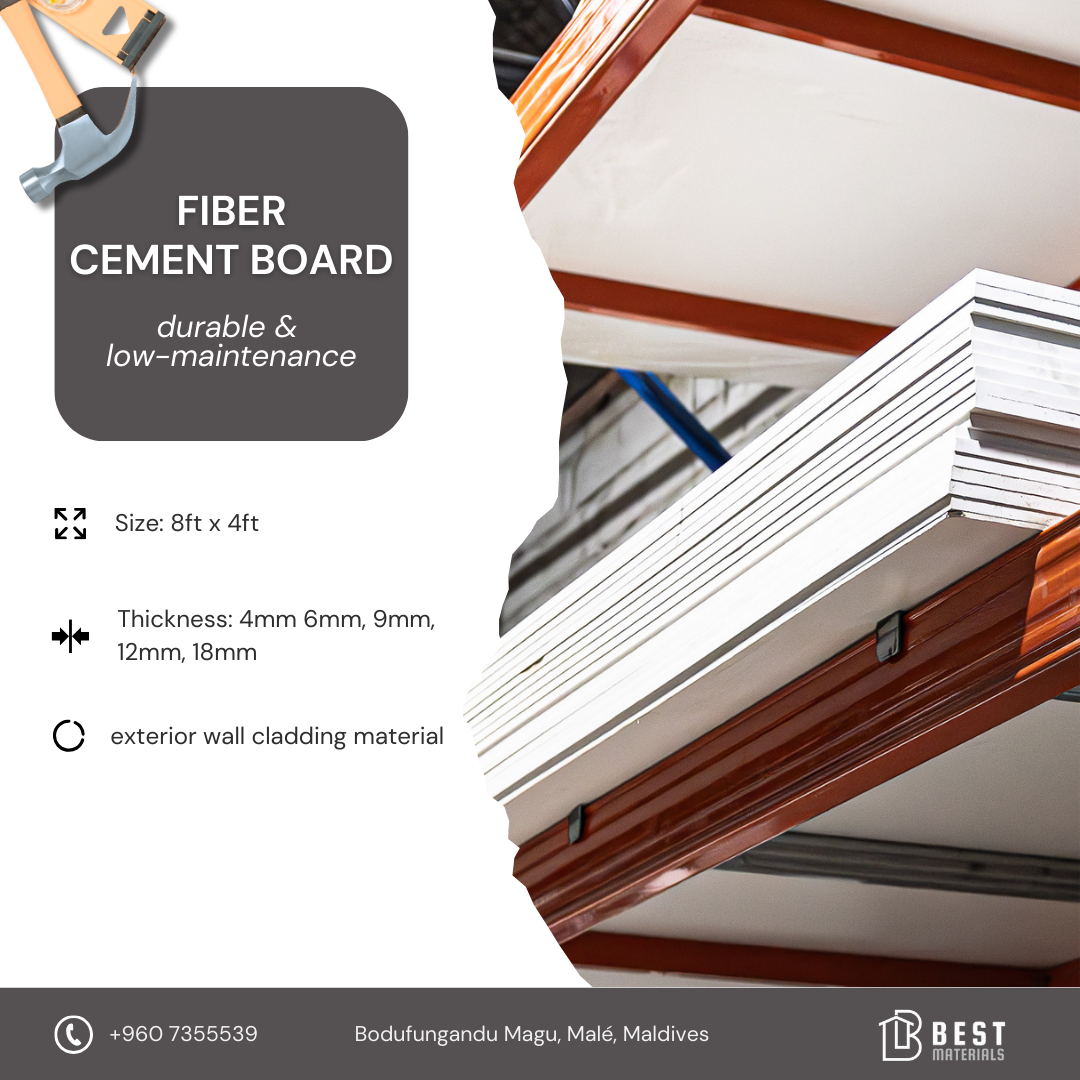 FIBER
CEMENT BOARD
durable &
low-maintenance
Size: 8ft x 4ft
Thickness: 4mm 6mm, 9mm,
12mm, 18mm
exterior wall cladding material
+960 7355539
Bodufungandu Magu, Malé, Maldives
BEST
MATERIALS